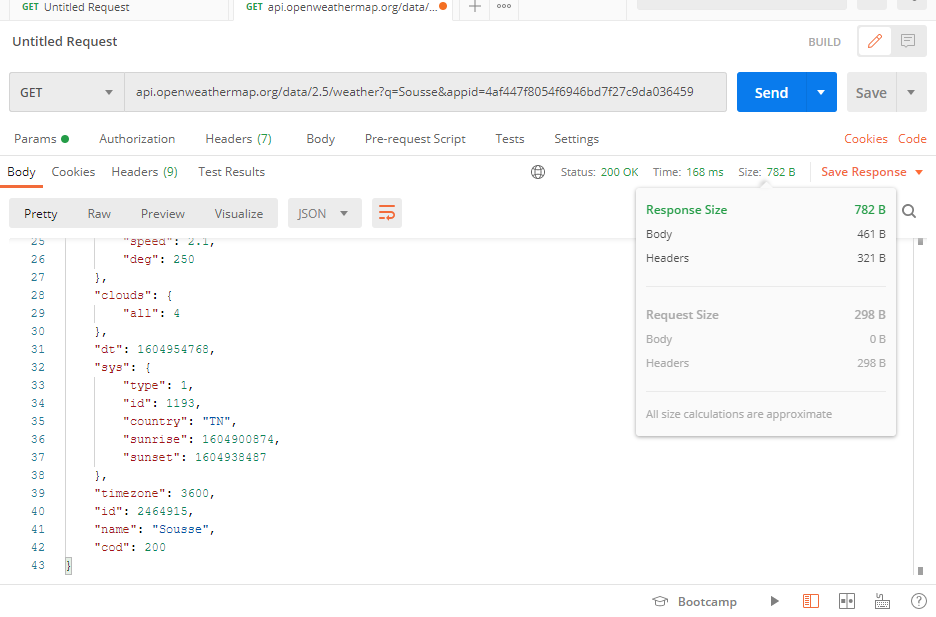 GET Untitled Request GET api.openweathermap.org/data/... + ooo
Untitled Request BUILD
GET api.openweathermap.org/data/2.5/weather?q=Sousse&appid=4af447f8054f6946bd7f27c9da036459 Send Save
Params Authorization Headers (7) Body Pre-request Script Tests Settings Cookies Code
Body Cookies Headers (9) Test Results Status: 200 OK Time: 168 ms Size: 782 B Save Response
Pretty Raw Preview Visualize JSON
Response Size 782 B
Body 461 B
Headers 321 B
Request Size 298 B
Body 0 B
Headers 298 B
All size calculations are approximate
25 "speed": 2.1,
26 "deg": 250
27 },
28 "clouds": {
29 "all": 4
30 },
31 "dt": 1604954768,
32 "sys": {
33 "type": 1,
34 "id": 1193,
35 "country": "TN",
36 "sunrise": 1604900874,
37 "sunset": 1604938487
38 },
39 "timezone": 3600,
40 "id": 2464915,
41 "name": "Sousse",
42 "cod": 200
43 }
Bootcamp ?